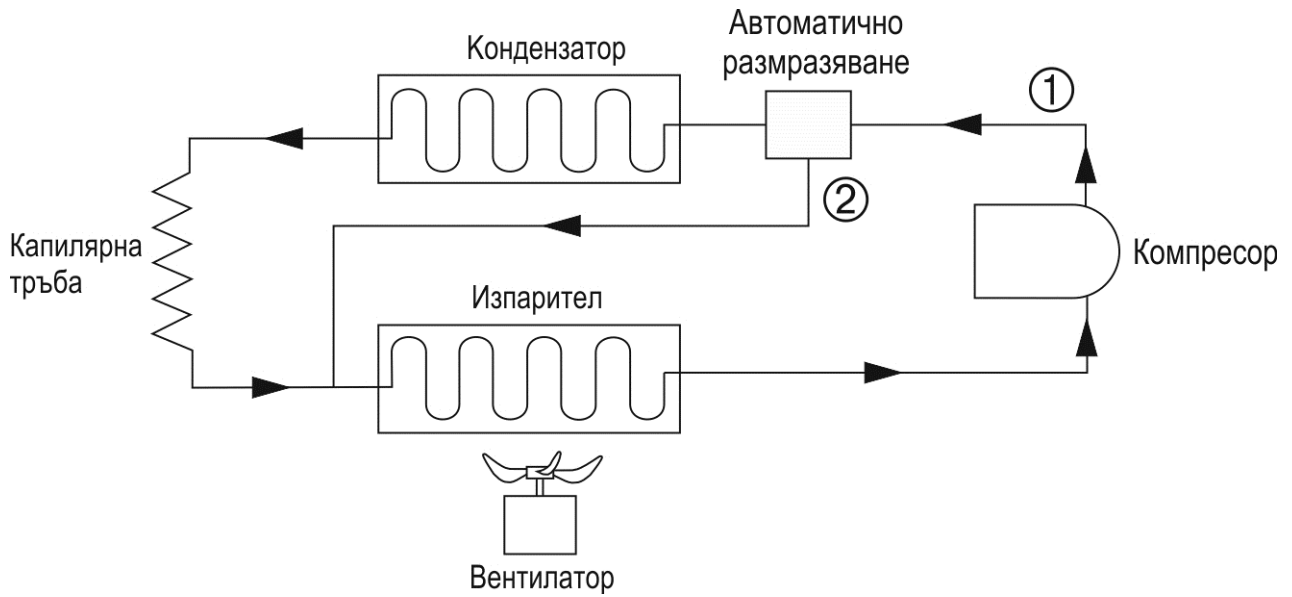 Автоматично
размразяване
Кондензатор
①
②
Капилярна
тръба
Компресор
Изпарител
Вентилатор